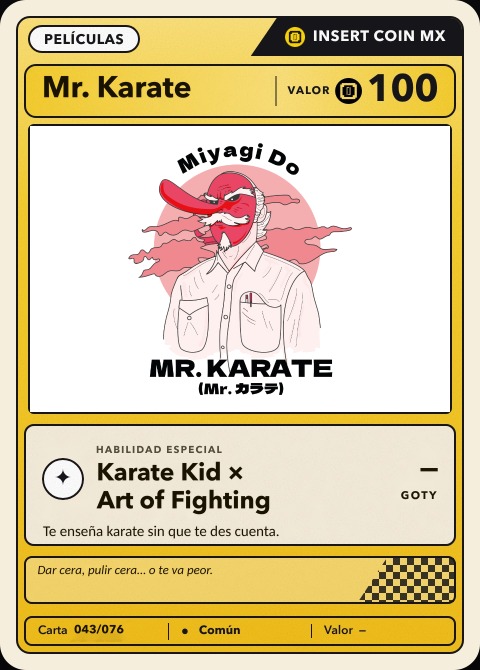 PELÍCULAS
INSERT COIN MX
Mr. Karate
VALOR 100
Miyagi Do
MR. KARATE
(Mr. カラテ)
HABILIDAD ESPECIAL
Karate Kid ×
Art of Fighting
—
GOTY
Te enseña karate sin que te des cuenta.
Dar cera, pulir cera... o te va peor.
Carta 043/076
• Común
Valor –